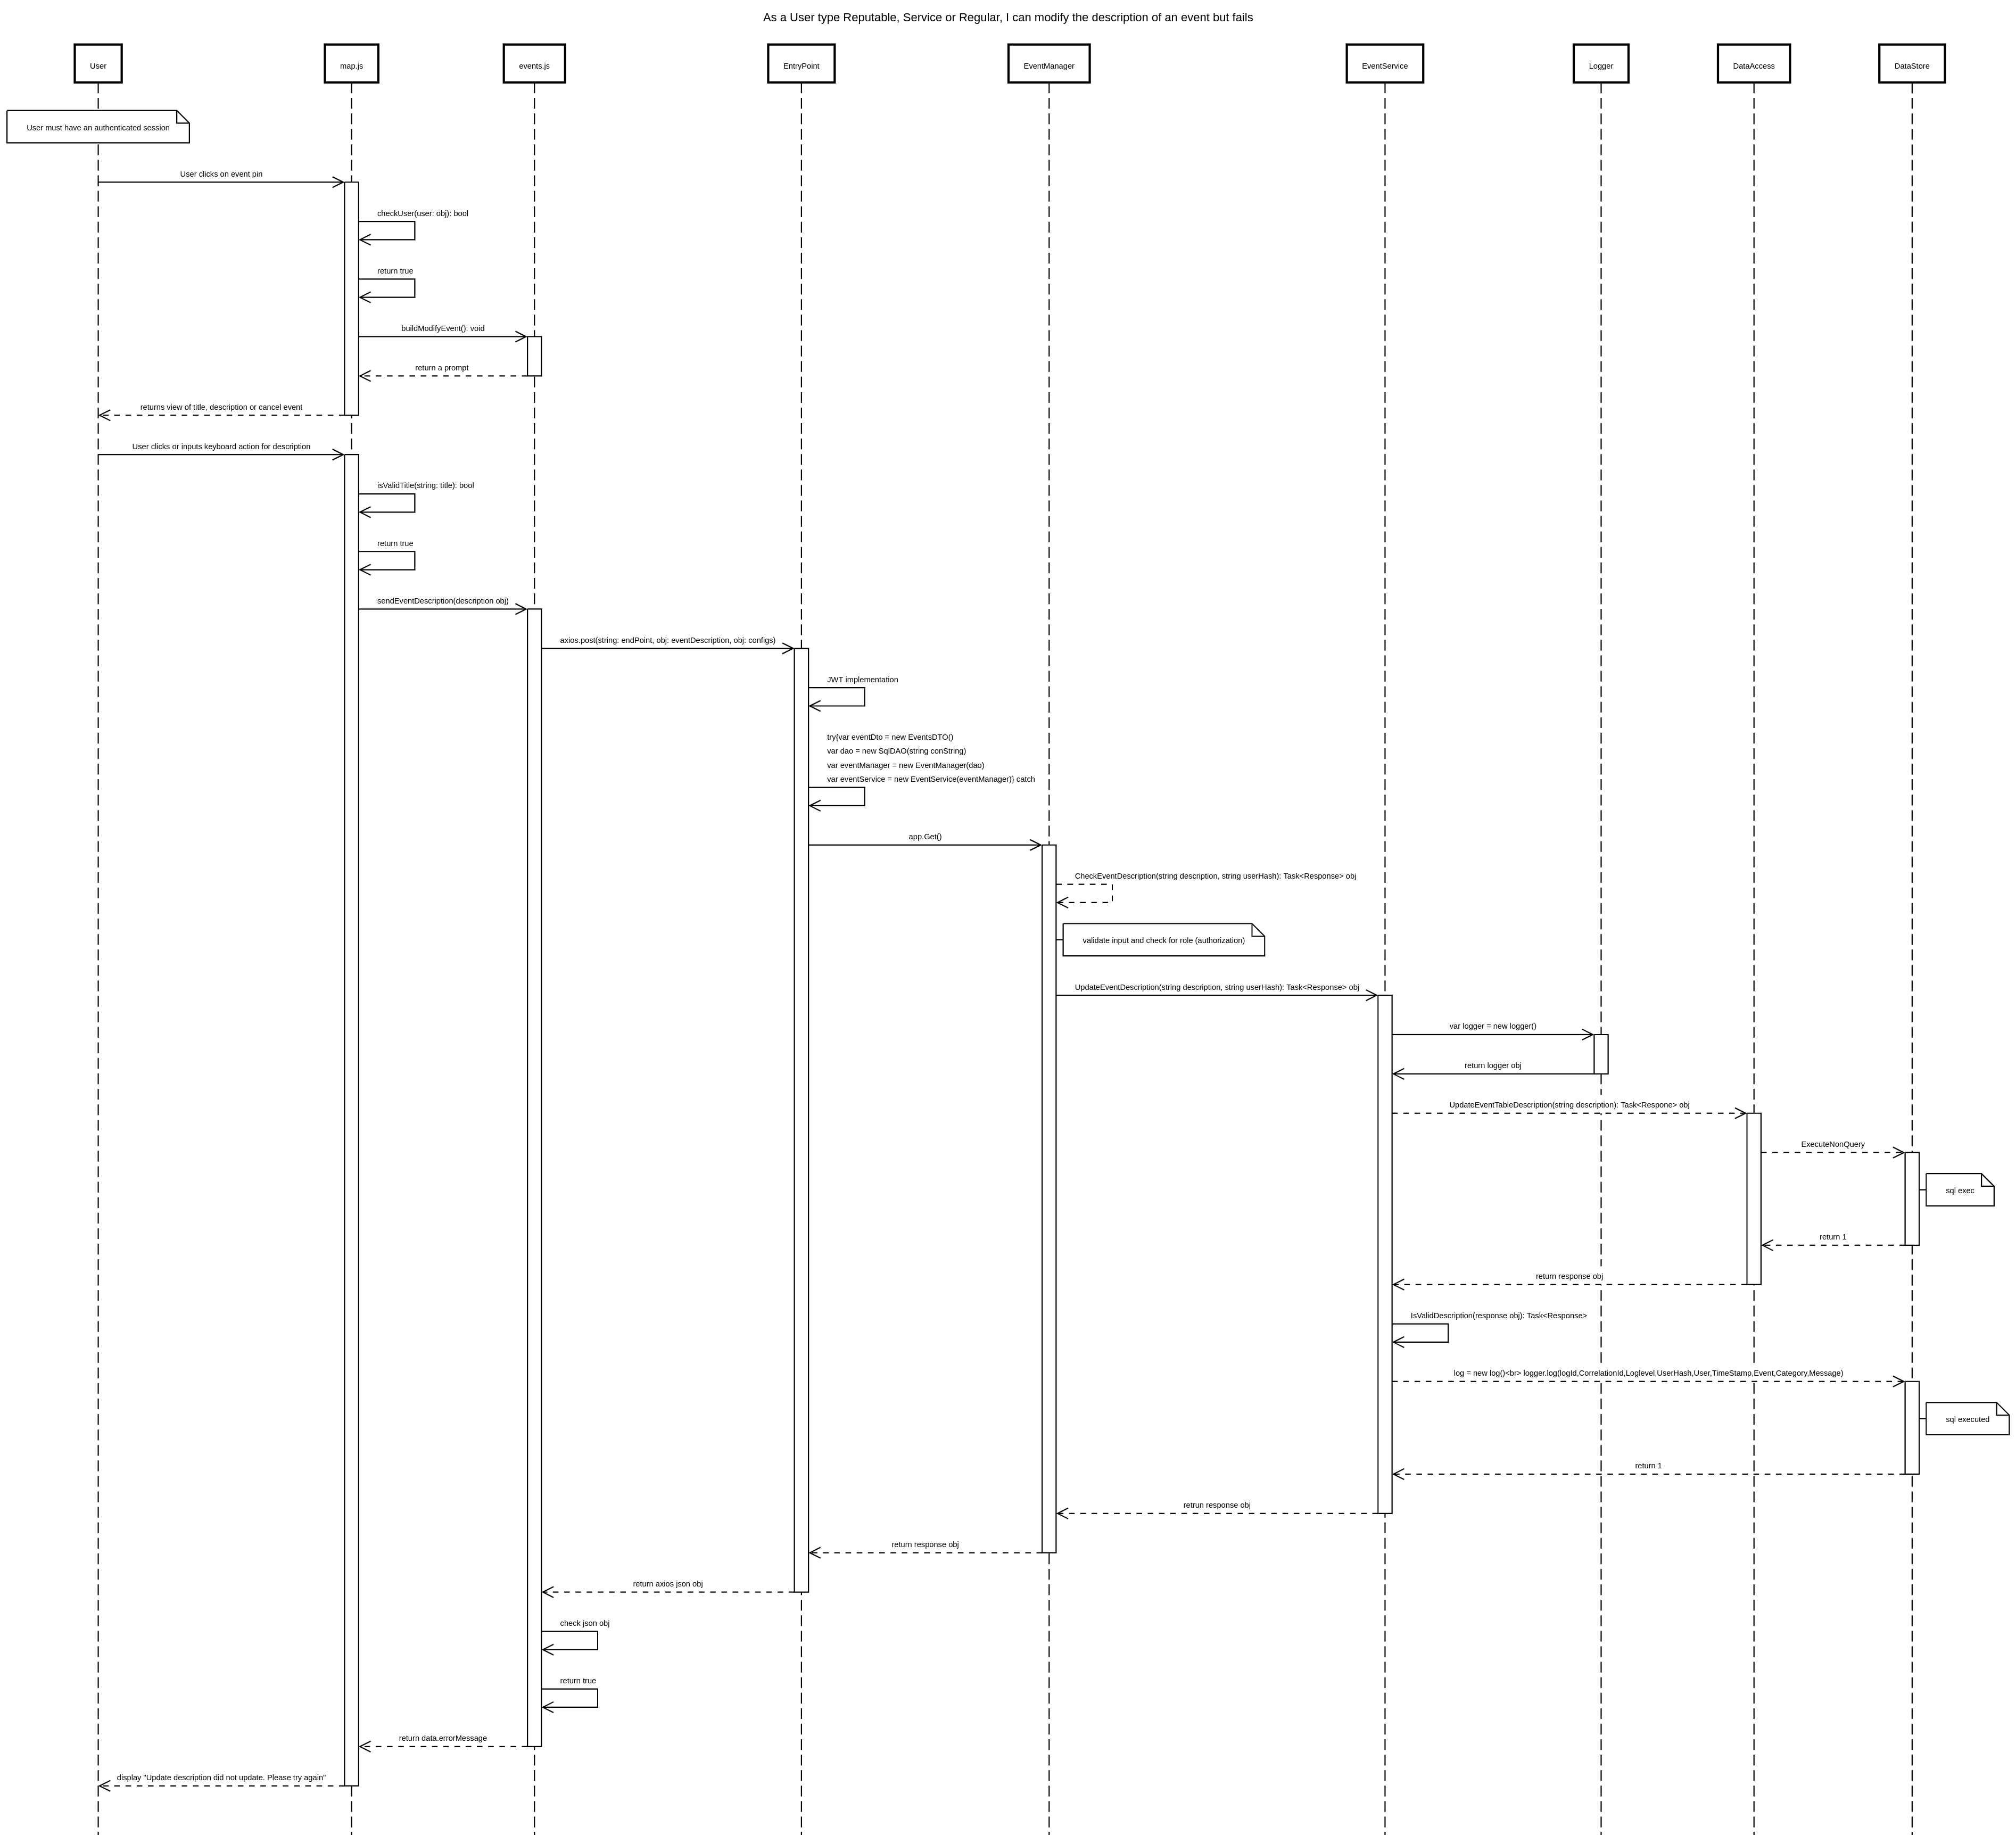 As a User type Reputable, Service or Regular, I can modify the description of an event but fails
User
map.js
events.js
EntryPoint
EventManager
EventService
Logger
DataAccess
DataStore
User must have an authenticated session
User clicks on event pin
checkUser(user: obj): bool
return true
buildModifyEvent(): void
return a prompt
returns view of title, description or cancel event
User clicks or inputs keyboard action for description
isValidTitle(string: title): bool
return true
sendEventDescription(description obj)
axios.post(string: endPoint, obj: eventDescription, obj: configs)
JWT implementation
try{var eventDto = new EventsDTO()
var dao = new SqlDAO(string conString)
var eventManager = new EventManager(dao)
var eventService = new EventService(eventManager)} catch
app.Get()
CheckEventDescription(string description, string userHash): Task<Response> obj
validate input and check for role (authorization)
UpdateEventDescription(string description, string userHash): Task<Response> obj
var logger = new logger()
return logger obj
UpdateEventTableDescription(string description): Task<Respone> obj
ExecuteNonQuery
sql exec
return 1
return response obj
IsValidDescription(response obj): Task<Response>
log = new log()<br> logger.log(logId,CorrelationId,Loglevel,UserHash,User,TimeStamp,Event,Category,Message)
sql executed
return 1
retrun response obj
return response obj
return axios json obj
check json obj
return true
return data.errorMessage
display "Update description did not update. Please try again"